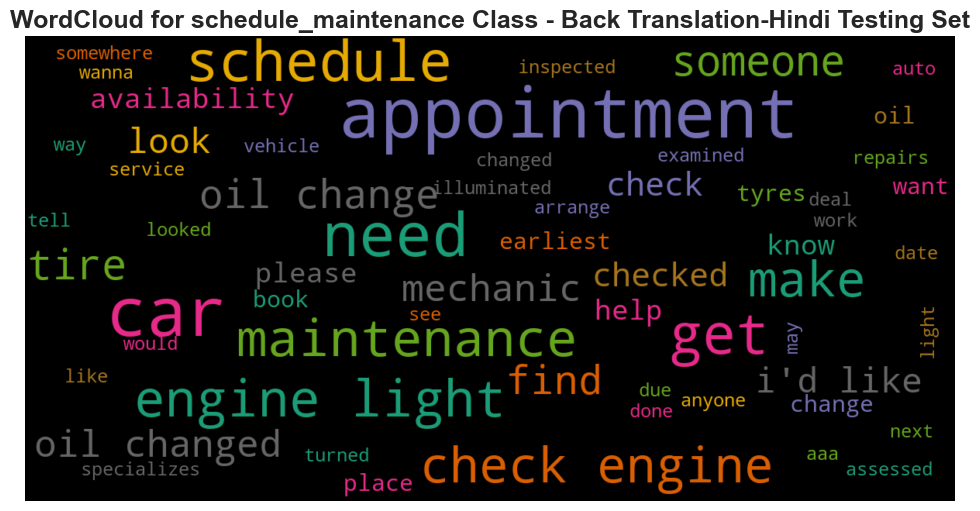 WordCloud for schedule_maintenance Class - Back Translation-Hindi Testing Set
somewhere schedule inspected someone auto
wanna
availability appointment oil
way look vehicle changed examined repairs
service
oil change illuminated check tyres deal want
arrange
tell looked need earliest know work
tire please mechanic checked make date
book
car see help light
would maintenance get may
like engine light find due i'd like
done anyone change
oil changed turned next
specializes place check engine aaa assessed